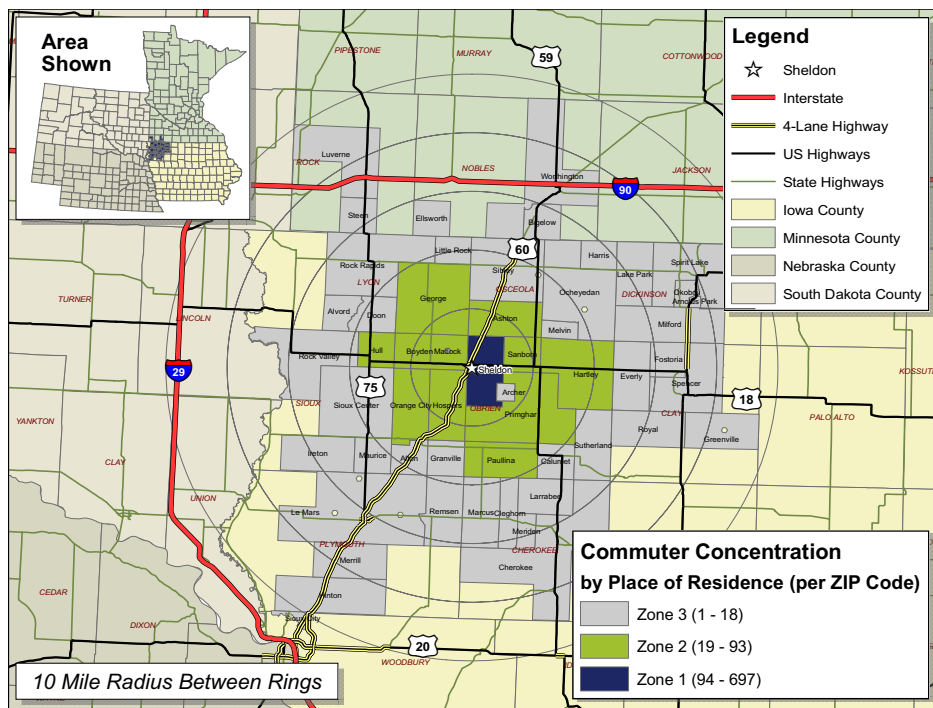 Area
Shown
PIPESTONE
MURRAY
59
COTTONWOOD
Legend
Sheldon
Interstate
4-Lane Highway
US Highways
State Highways
Iowa County
Minnesota County
Nebraska County
South Dakota County
Luverne
ROCK
NOBLES
Worthington
JACKSON
90
Steen
Ellsworth
Bigelow
60
Little Rock
Harris
Rock Rapids
Sibley
Lake Park
Spirit Lake
LYON
OSCEOLA
Ocheyedan
DICKINSON
Okoboji
Arnolds Park
TURNER
George
LINCOLN
Alvord
Doon
Ashton
Melvin
Milford
Hull
Boyden
Matlock
Sanborn
Rock Valley
Sheldon
Fostoria
29
75
Hartley
Everly
Spencer
KOSSUTH
Archer
18
SIOUX
Sioux Center
Orange City
Hospers
OBRIEN
Primghar
CLAY
PALO ALTO
YANKTON
Royal
Greenville
Sutherland
Ireton
Maurice
Alton
Granville
Paullina
Calumet
CLAY
UNION
Larrabee
Le Mars
Remsen
Marcus
Cleghorn
Meriden
PLYMOUTH
CHEROKEE
Merrill
Cherokee
CEDAR
Hinton
DIXON
Sioux City
20
WOODBURY
10 Mile Radius Between Rings
Commuter Concentration
by Place of Residence (per ZIP Code)
Zone 3 (1 - 18)
Zone 2 (19 - 93)
Zone 1 (94 - 697)